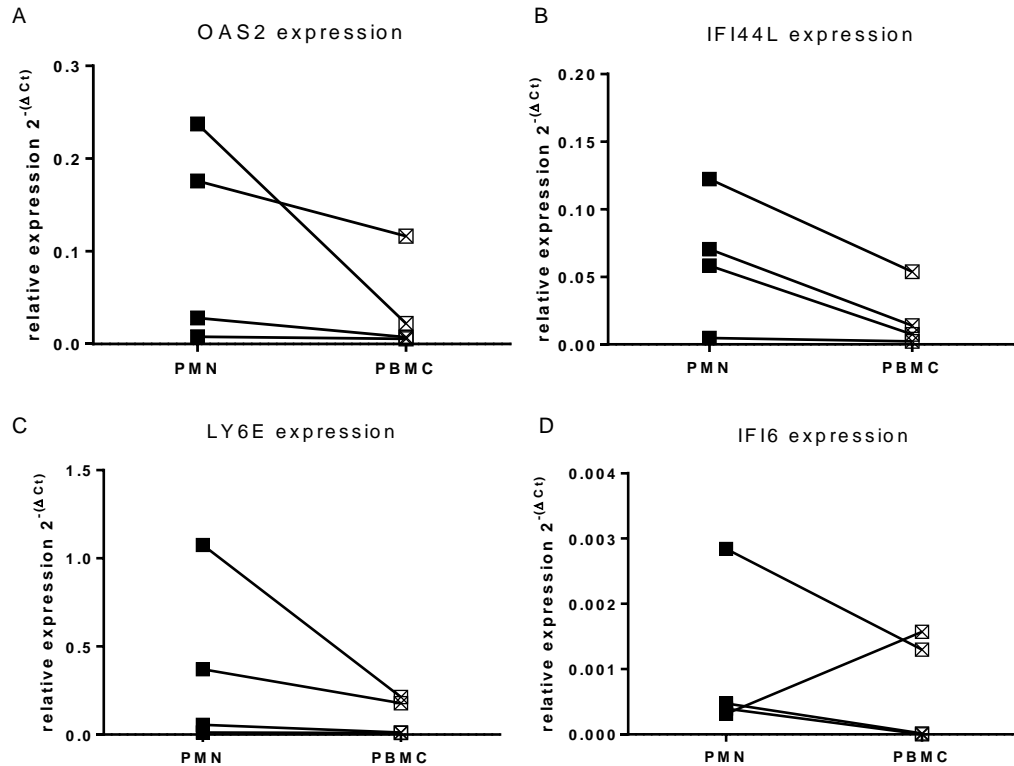 A
OAS2 expression
relative expression 2^-(ΔCt)
0.3
0.2
0.1
0.0
PMN
PBMC
B
IFI44L expression
relative expression 2^-(ΔCt)
0.20
0.15
0.10
0.05
0.00
PMN
PBMC
C
LY6E expression
relative expression 2^-(ΔCt)
1.5
1.0
0.5
0.0
PMN
PBMC
D
IFI6 expression
relative expression 2^-(ΔCt)
0.004
0.003
0.002
0.001
0.000
PMN
PBMC